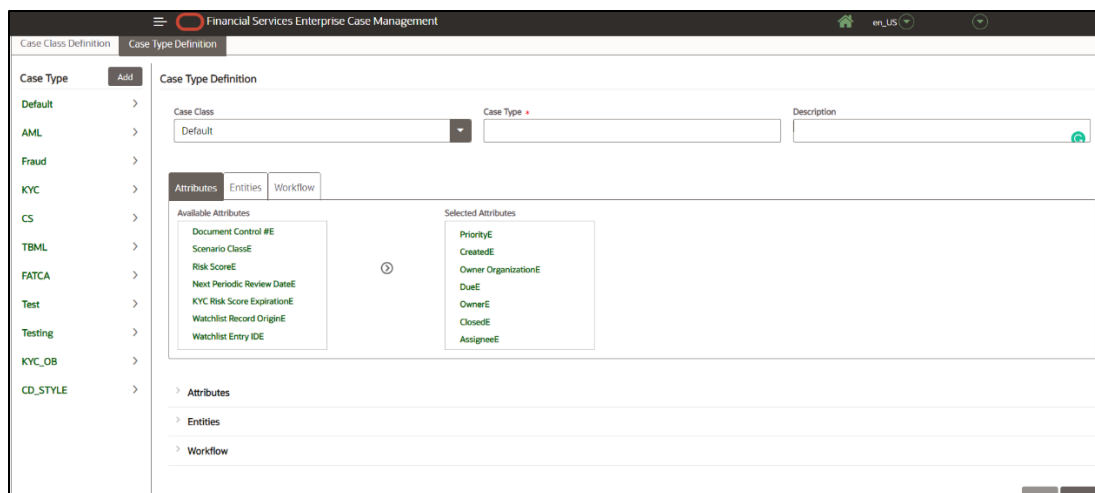 Financial Services Enterprise Case Management
en_US
Case Class Definition
Case Type Definition
Case Type
Add
Default
AML
Fraud
KYC
CS
TBML
FATCA
Test
Testing
KYC_OB
CD_STYLE
Case Type Definition
Case Class
Default
Case Type *
Description
Attributes
Entities
Workflow
Available Attributes
Document Control #E
Scenario ClassE
Risk ScoreE
Next Periodic Review DateE
KYC Risk Score ExpirationE
Watchlist Record OriginE
Watchlist Entry IDE
Selected Attributes
PriorityE
CreatedE
Owner OrganizationE
DueE
OwnerE
ClosedE
AssigneeE
Attributes
Entities
Workflow